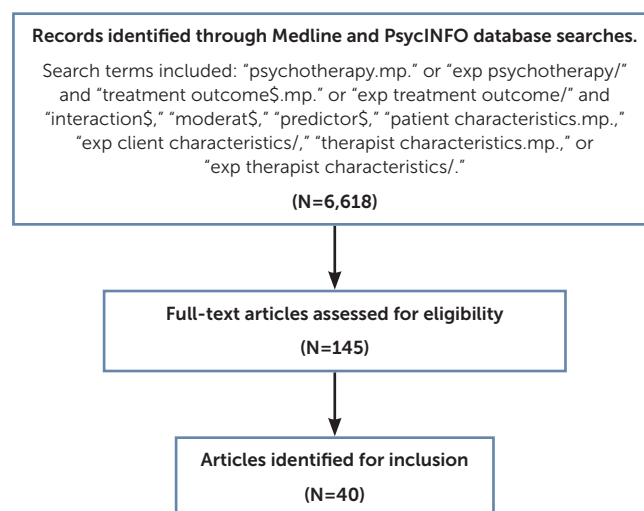 Records identified through Medline and PsycINFO database searches.
Search terms included: “psychotherapy.mp.” or “exp psychotherapy/”
and “treatment outcome$.mp.” or “exp treatment outcome/” and
“interaction$,” “moderat$,” “predictor$,” “patient characteristics.mp.,”
“exp client characteristics/,” “therapist characteristics.mp.,” or
“exp therapist characteristics/.”
(N=6,618)
Full-text articles assessed for eligibility
(N=145)
Articles identified for inclusion
(N=40)